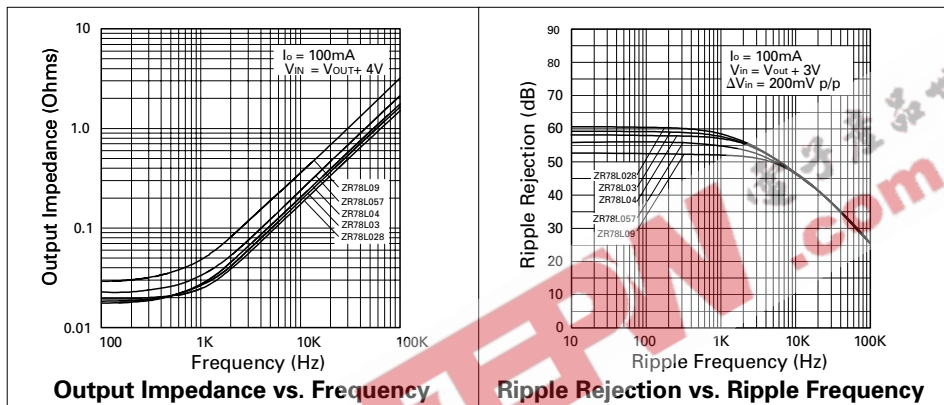 10
1.0
0.1
0.01
Output Impedance (Ohms)
Io = 100mA
VIN = VOUT+ 4V
ZR78L09
ZR78L057
ZR78L04
ZR78L03
ZR78L028
100
1K
10K
100K
Frequency (Hz)
Output Impedance vs. Frequency
90
80
70
60
50
40
30
20
10
0
Ripple Rejection (dB)
Io = 100mA
Vin = Vout + 3V
ΔVin = 200mV p/p
ZR78L028
ZR78L03
ZR78L04
ZR78L057
ZR78L09
10
100
1K
10K
100K
Ripple Frequency (Hz)
Ripple Rejection vs. Ripple Frequency
.com